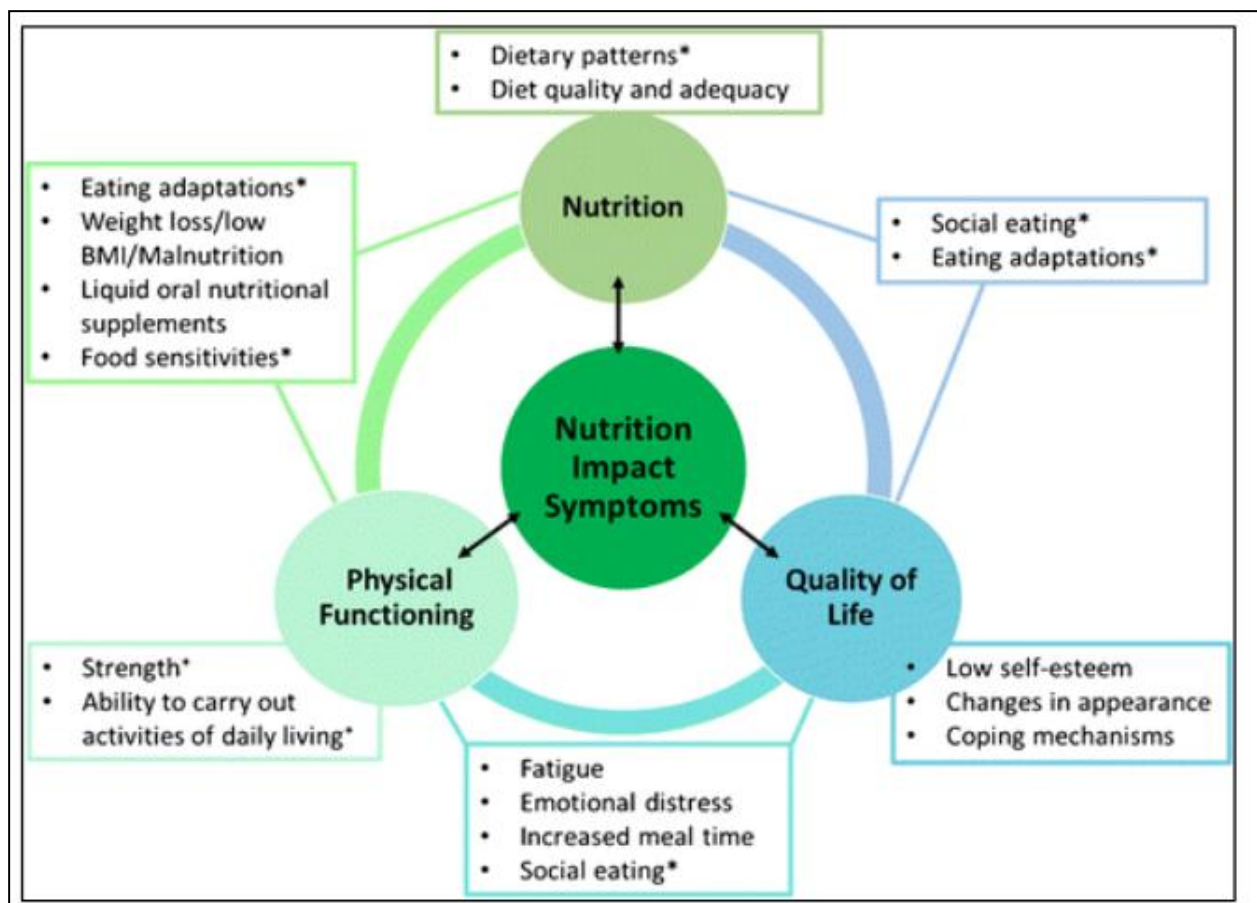 • Dietary patterns*
• Diet quality and adequacy
• Eating adaptations*
• Weight loss/low
BMI/Malnutrition
• Liquid oral nutritional
supplements
• Food sensitivities*
Nutrition
• Social eating*
• Eating adaptations*
Nutrition
Impact
Symptoms
Physical
Functioning
Quality of
Life
• Strength⁺
• Ability to carry out
activities of daily living⁺
• Low self-esteem
• Changes in appearance
• Coping mechanisms
• Fatigue
• Emotional distress
• Increased meal time
• Social eating*